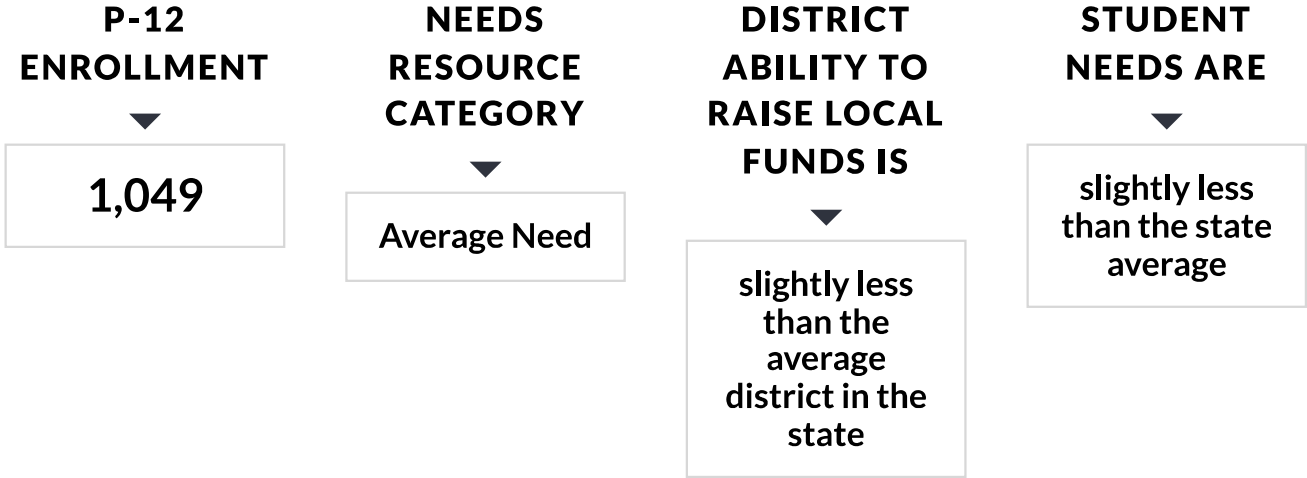 P-12
ENROLLMENT
1,049
NEEDS
RESOURCE
CATEGORY
Average Need
DISTRICT
ABILITY TO
RAISE LOCAL
FUNDS IS
slightly less
than the
average
district in the
state
STUDENT
NEEDS ARE
slightly less
than the state
average